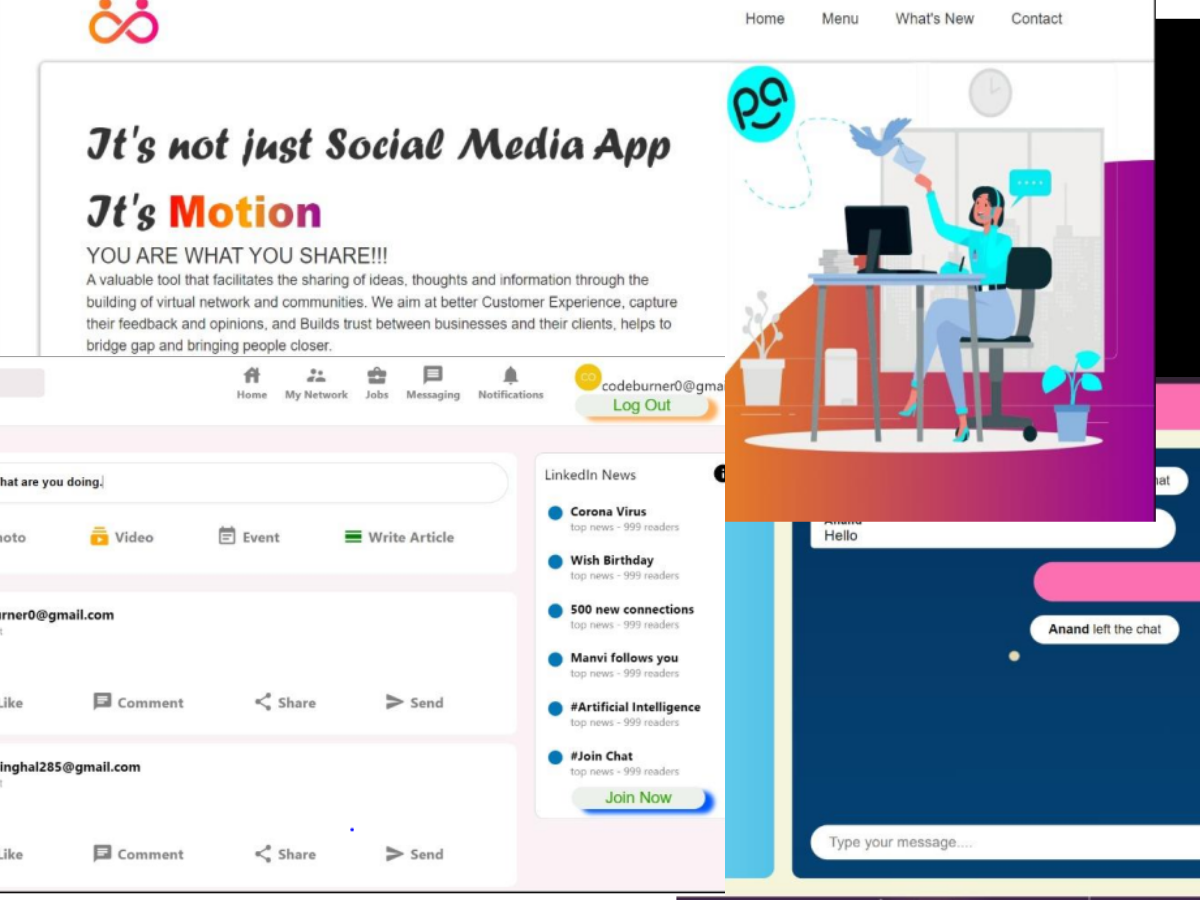 Home Menu What's New Contact
It's not just Social Media App
It's Motion
YOU ARE WHAT YOU SHARE!!!
A valuable tool that facilitates the sharing of ideas, thoughts and information through the
building of virtual network and communities. We aim at better Customer Experience, capture
their feedback and opinions, and Builds trust between businesses and their clients, helps to
bridge gap and bringing people closer.
pa
Home My Network Jobs Messaging Notifications
CO
codeburner0@gma
Log Out
hat are you doing.
oto Video Event Write Article
rner0@gmail.com
Like Comment Share Send
inghal285@gmail.com
Like Comment Share Send
LinkedIn News
Corona Virus
top news - 999 readers
Wish Birthday
top news - 999 readers
500 new connections
top news - 999 readers
Manvi follows you
top news - 999 readers
#Artificial Intelligence
top news - 999 readers
#Join Chat
top news - 999 readers
Join Now
hat
Anand
Hello
Anand left the chat
Type your message....